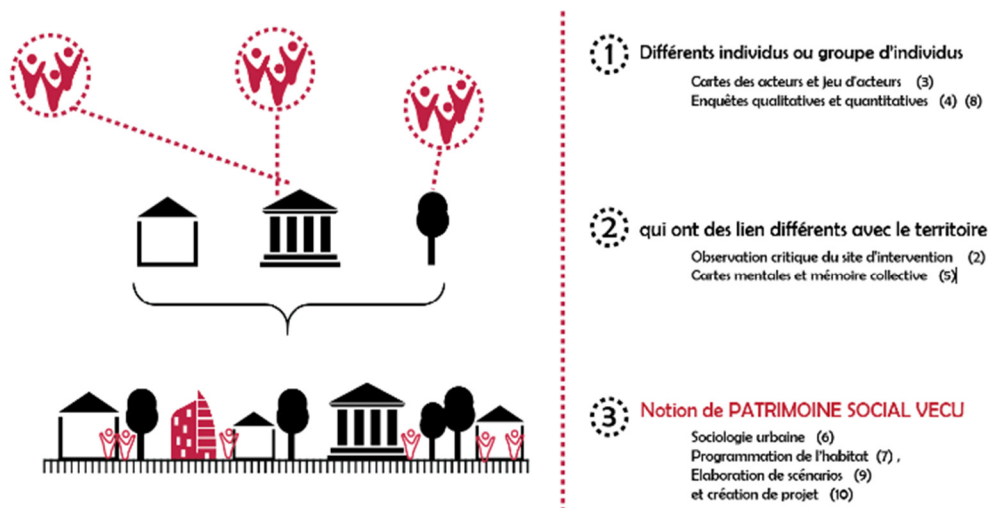 1 Différents individus ou groupe d'individus
Cartes des acteurs et jeu d'acteurs (3)
Enquêtes qualitatives et quantitatives (4) (8)
2 qui ont des lien différents avec le territoire
Observation critique du site d'intervention (2)
Cartes mentales et mémoire collective (5)
3 Notion de PATRIMOINE SOCIAL VECU
Sociologie urbaine (6)
Programmation de l'habitat (7) ,
Elaboration de scénarios (9)
et création de projet (10)